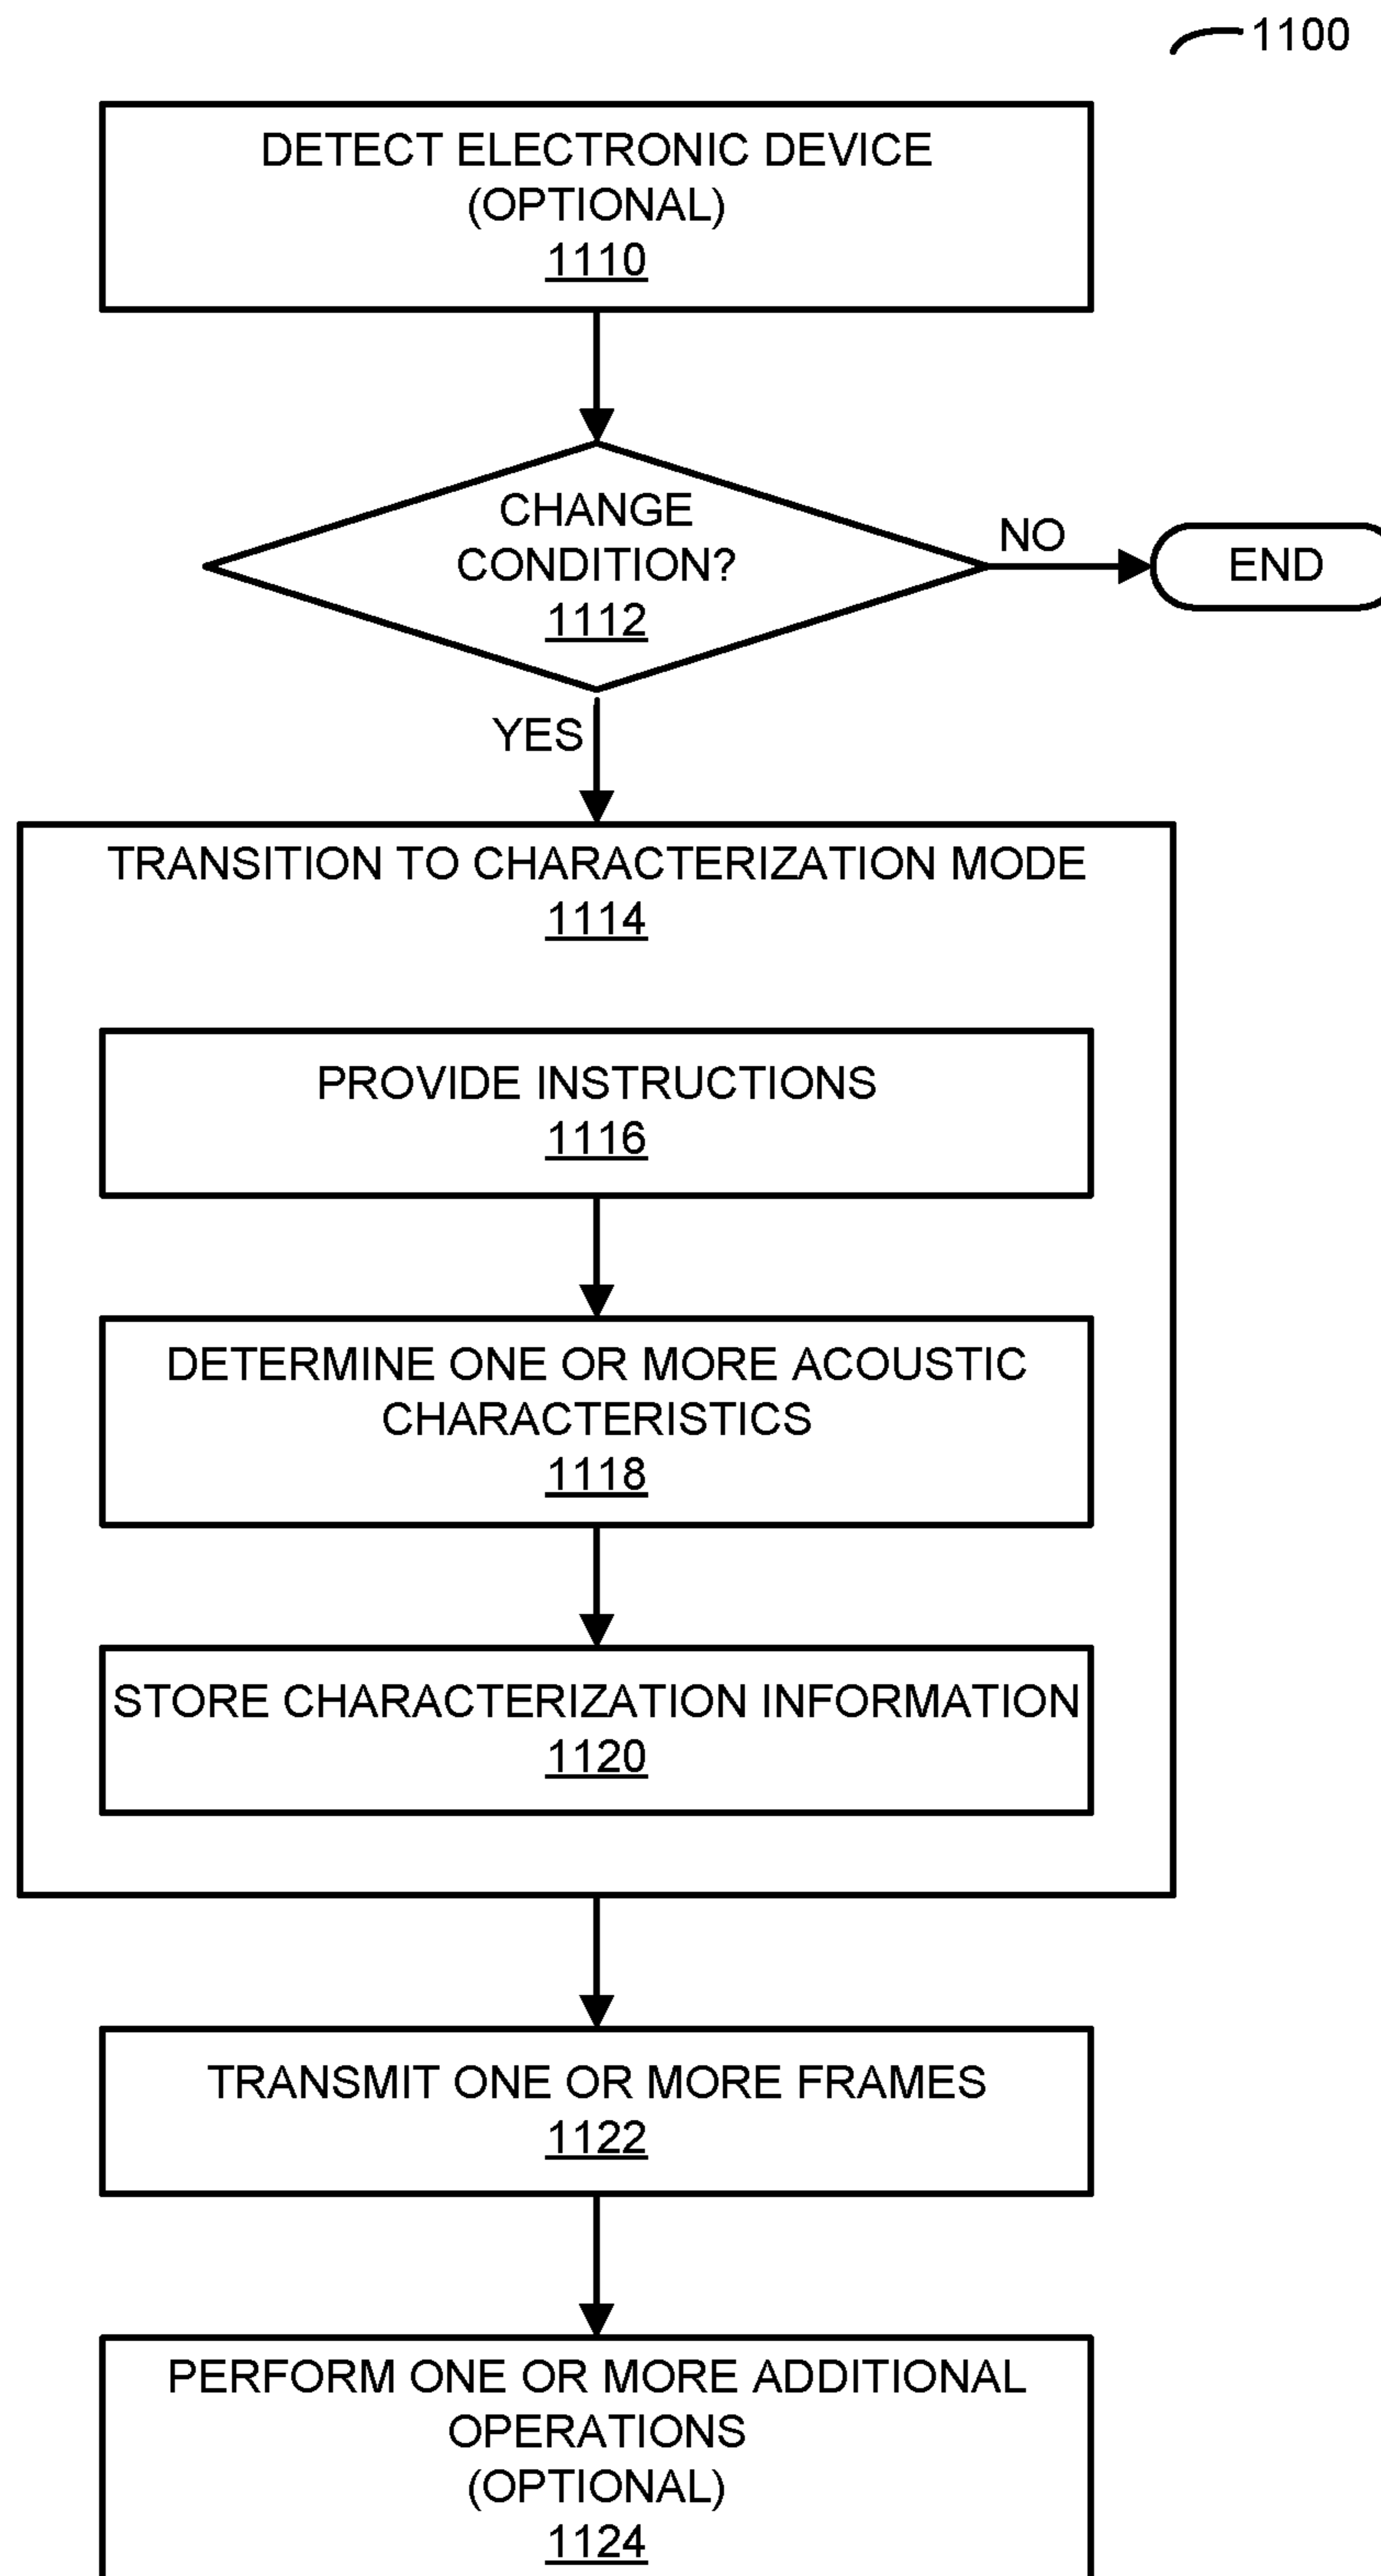 1100
DETECT ELECTRONIC DEVICE
(OPTIONAL)
1110
CHANGE
CONDITION?
1112
NO
END
YES
TRANSITION TO CHARACTERIZATION MODE
1114
PROVIDE INSTRUCTIONS
1116
DETERMINE ONE OR MORE ACOUSTIC
CHARACTERISTICS
1118
STORE CHARACTERIZATION INFORMATION
1120
TRANSMIT ONE OR MORE FRAMES
1122
PERFORM ONE OR MORE ADDITIONAL
OPERATIONS
(OPTIONAL)
1124